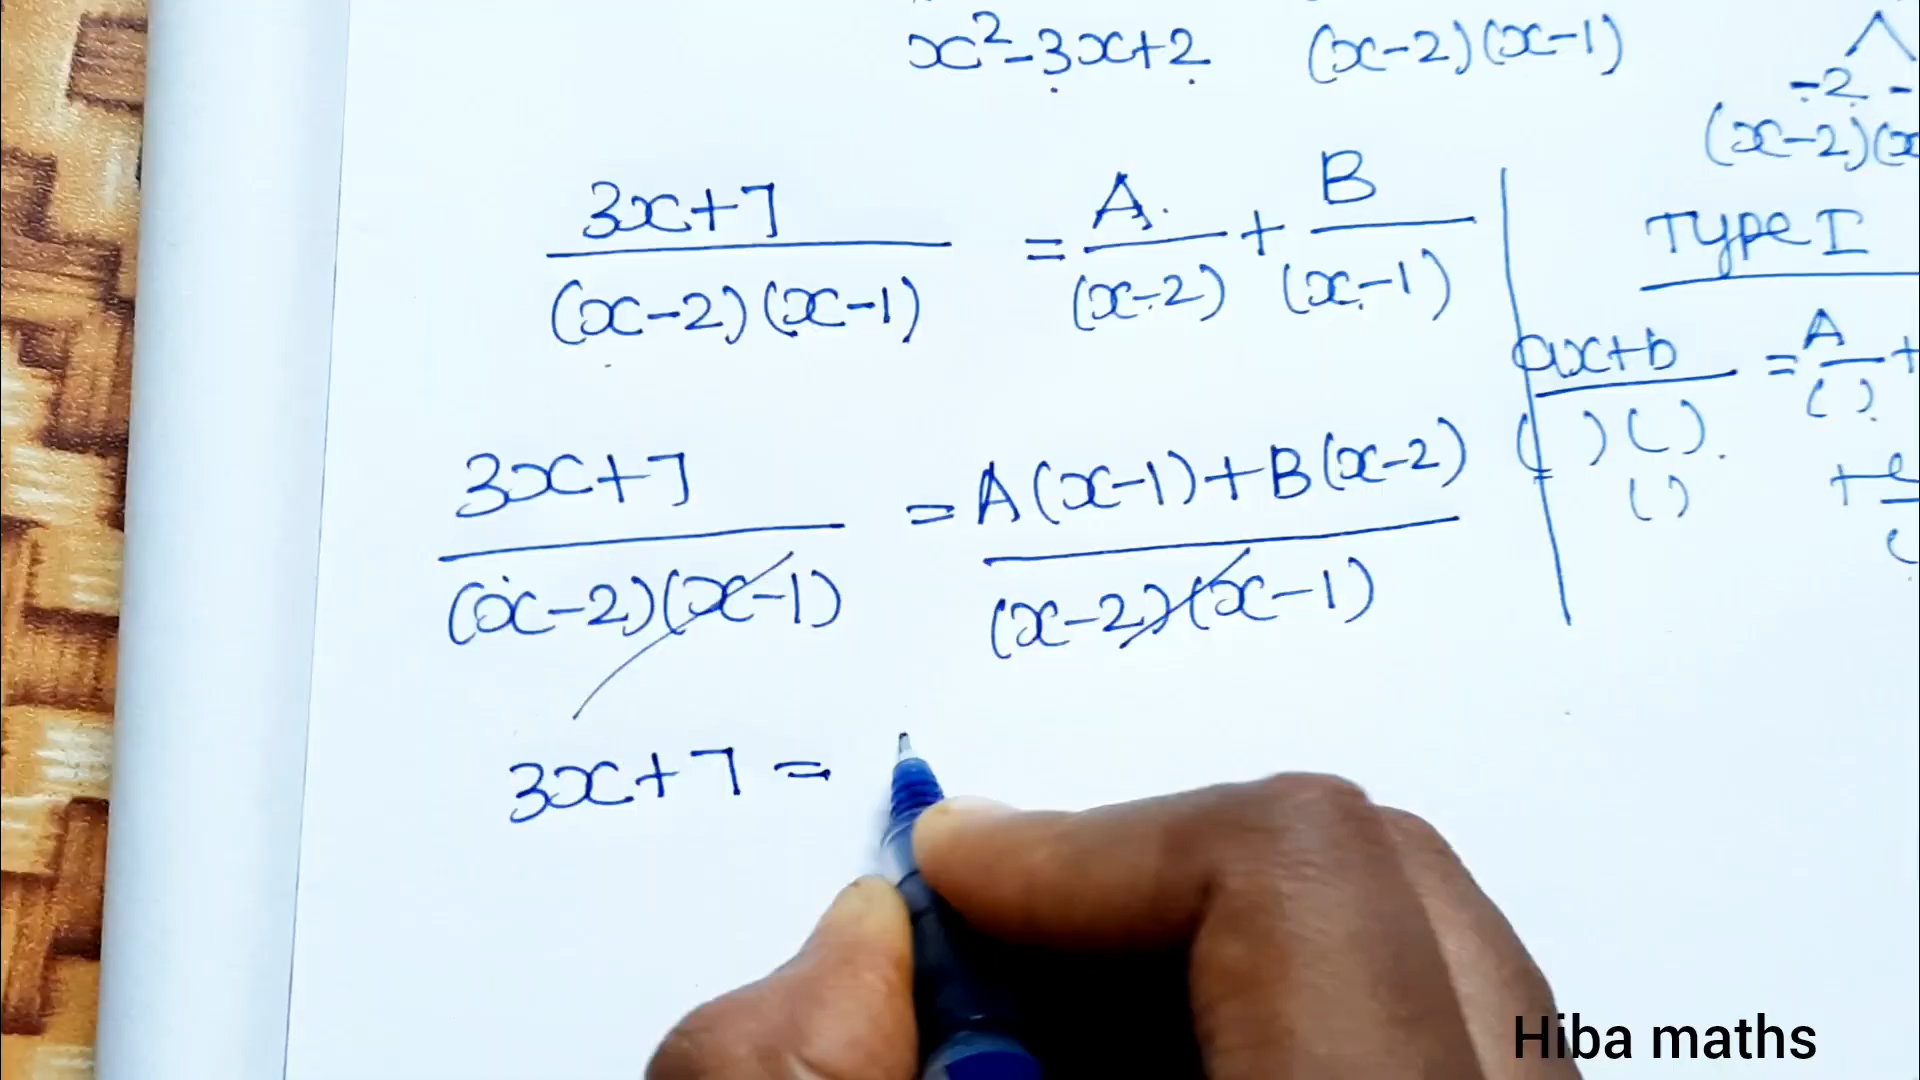 x²-3x+2 (x-2)(x-1)
-2 -
(x-2)(x
3x+7 / (x-2)(x-1) = A / (x-2) + B / (x-1)
Type I
ax+b / ( ) ( ) = A / ( ) +
( )
3x+7 / (x-2)(x-1) = A(x-1)+B(x-2) / (x-2)(x-1)
3x+7 =
Hiba maths